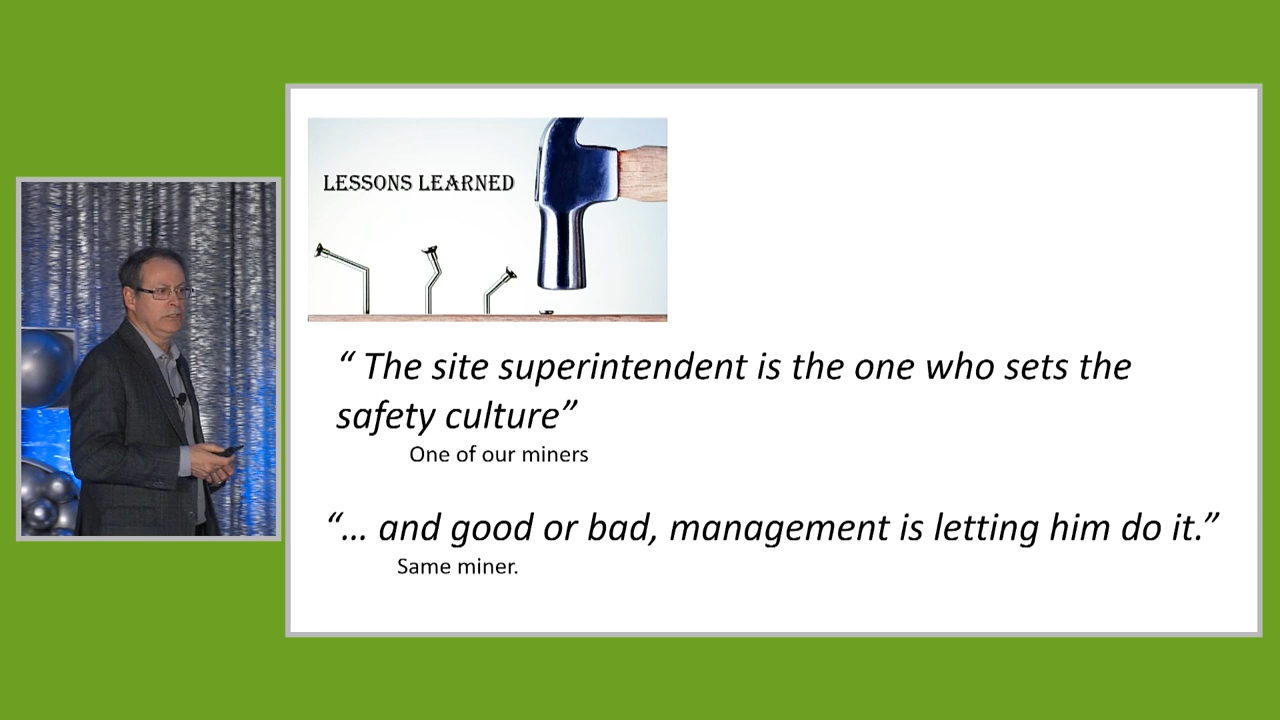 LESSONS LEARNED
“ The site superintendent is the one who sets the
safety culture”
One of our miners
“… and good or bad, management is letting him do it.”
Same miner.